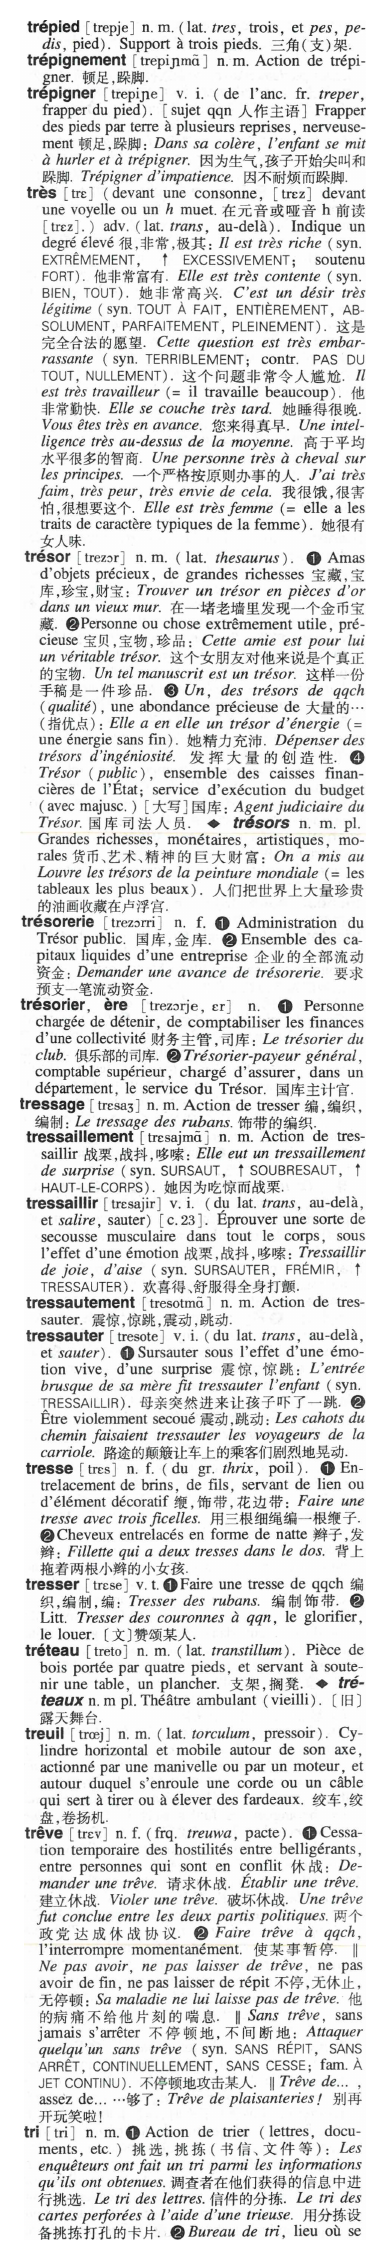 trépied [trepje] n. m. (lat. tres, trois, et pes, pe-
dis, pied). Support à trois pieds. 三角(支)架.
trépignement [trepiɲmɑ̃] n. m. Action de trépi-
gner. 顿足,跺脚.
trépigner [trepiɲe] v. i. (de l'anc. fr. treper,
frapper du pied). [sujet qqn 人作主语] Frapper
des pieds par terre à plusieurs reprises, nerveuse-
ment 顿足,跺脚: Dans sa colère, l'enfant se mit
à hurler et à trépigner. 因为生气,孩子开始尖叫和
跺脚. Trépigner d'impatience. 因不耐烦而跺脚.
très [trɛ] (devant une consonne, [trɛz] devant
une voyelle ou un h muet. 在元音或哑音 h 前读
[trɛz].) adv. (lat. trans, au-delà). Indique un
degré élevé 很,非常,极其: Il est très riche (syn.
EXTRÊMEMENT, ↑ EXCESSIVEMENT; soutenu
FORT). 他非常富有. Elle est très contente (syn.
BIEN, TOUT). 她非常高兴. C'est un désir très
légitime (syn. TOUT À FAIT, ENTIÈREMENT, AB-
SOLUMENT, PARFAITEMENT, PLEINEMENT). 这是
完全合法的愿望. Cette question est très embar-
rassante (syn. TERRIBLEMENT; contr. PAS DU
TOUT, NULLEMENT). 这个问题非常令人尴尬. Il
est très travailleur (= il travaille beaucoup). 他
非常勤快. Elle se couche très tard. 她睡得很晚.
Vous êtes très en avance. 您来得真早. Une intel-
ligence très au-dessus de la moyenne. 高于平均
水平很多的智商. Une personne très à cheval sur
les principes. 一个严格按原则办事的人. J'ai très
faim, très peur, très envie de cela. 我很饿,很害
怕,很想要这个. Elle est très femme (= elle a les
traits de caractère typiques de la femme). 她很有
女人味.
trésor [trezɔr] n. m. (lat. thesaurus). ❶ Amas
d'objets précieux, de grandes richesses 宝藏,宝
库,珍宝,财宝: Trouver un trésor en pièces d'or
dans un vieux mur. 在一堵老墙里发现一个金币宝
藏. ❷ Personne ou chose extrêmement utile, pré-
cieuse 宝贝,宝物,珍品: Cette amie est pour lui
un véritable trésor. 这个女朋友对他来说是个真正
的宝物. Un tel manuscrit est un trésor. 这样一份
手稿是一件珍品. ❸ Un, des trésors de qqch
(qualité), une abondance précieuse de 大量的…
(指优点): Elle a en elle un trésor d'énergie (=
une énergie sans fin). 她精力充沛. Dépenser des
trésors d'ingéniosité. 发挥大量的创造性. ❹
Trésor (public), ensemble des caisses finan-
cières de l'État; service d'exécution du budget
(avec majusc.) [大写]国库: Agent judiciaire du
Trésor. 国库司法人员. ◆ trésors n. m. pl.
Grandes richesses, monétaires, artistiques, mo-
rales 货币、艺术、精神的巨大财富: On a mis au
Louvre les trésors de la peinture mondiale (= les
tableaux les plus beaux). 人们把世界上大量珍贵
的油画收藏在卢浮宫.
trésorerie [trezɔrri] n. f. ❶ Administration du
Trésor public. 国库,金库. ❷ Ensemble des ca-
pitaux liquides d'une entreprise 企业的全部流动
资金: Demander une avance de trésorerie. 要求
预支一笔流动资金.
trésorier, ère [trezɔrje, ɛr] n. ❶ Personne
chargée de détenir, de comptabiliser les finances
d'une collectivité 财务主管,司库: Le trésorier du
club. 俱乐部的司库. ❷ Trésorier-payeur général,
comptable supérieur, chargé d'assurer, dans un
département, le service du Trésor. 国库主计官.
tressage [trɛsaʒ] n. m. Action de tresser 编,编织,
编制: Le tressage des rubans. 饰带的编织.
tressaillement [tresajmɑ̃] n. m. Action de tres-
saillir 战栗,战抖,哆嗦: Elle eut un tressaillement
de surprise (syn. SURSAUT, ↑ SOUBRESAUT, ↑
HAUT-LE-CORPS). 她因为吃惊而战栗.
tressaillir [tresajir] v. i. (du lat. trans, au-delà,
et salire, sauter) [c. 23]. Éprouver une sorte de
secousse musculaire dans tout le corps, sous
l'effet d'une émotion 战栗,战抖,哆嗦: Tressaillir
de joie, d'aise (syn. SURSAUTER, FRÉMIR, ↑
TRESSAUTER). 欢喜得、舒服得全身打颤.
tressautement [tresotmɑ̃] n. m. Action de tres-
sauter. 震惊,惊跳,震动,跳动.
tressauter [tresote] v. i. (du lat. trans, au-delà,
et sauter). ❶ Sursauter sous l'effet d'une émo-
tion vive, d'une surprise 震惊,惊跳: L'entrée
brusque de sa mère fit tressauter l'enfant (syn.
TRESSAILLIR). 母亲突然进来让孩子吓了一跳. ❷
Être violemment secoué 震动,跳动: Les cahots du
chemin faisaient tressauter les voyageurs de la
carriole. 路途的颠簸让车上的乘客们剧烈地晃动.
tresse [trɛs] n. f. (du gr. thrix, poil). ❶ En-
trelacement de brins, de fils, servant de lien ou
d'élément décoratif 缏,饰带,花边带: Faire une
tresse avec trois ficelles. 用三根细绳编一根缏子.
❷ Cheveux entrelacés en forme de natte 辫子,发
辫: Fillette qui a deux tresses dans le dos. 背上
拖着两根小辫的小女孩.
tresser [trɛse] v. t. ❶ Faire une tresse de qqch 编
织,编制,编: Tresser des rubans. 编制饰带. ❷
Litt. Tresser des couronnes à qqn, le glorifier,
le louer. [文]赞颂某人.
tréteau [treto] n. m. (lat. transtillum). Pièce de
bois portée par quatre pieds, et servant à soute-
nir une table, un plancher. 支架,搁凳. ◆ tré-
teaux n. m pl. Théâtre ambulant (vieilli). [旧]
露天舞台.
treuil [trœj] n. m. (lat. torculum, pressoir). Cy-
lindre horizontal et mobile autour de son axe,
actionné par une manivelle ou par un moteur, et
autour duquel s'enroule une corde ou un câble
qui sert à tirer ou à élever des fardeaux. 绞车,绞
盘,卷扬机.
trêve [trɛv] n. f. (frq. treuwa, pacte). ❶ Cessa-
tion temporaire des hostilités entre belligérants,
entre personnes qui sont en conflit 休战: De-
mander une trêve. 请求休战. Établir une trêve.
建立休战. Violer une trêve. 破坏休战. Une trêve
fut conclue entre les deux partis politiques. 两个
政党达成休战协议. ❷ Faire trêve à qqch,
l'interrompre momentanément. 使某事暂停. ‖
Ne pas avoir, ne pas laisser de trêve, ne pas
avoir de fin, ne pas laisser de répit 不停,无休止,
无停顿: Sa maladie ne lui laisse pas de trêve. 他
的病痛不给他片刻的喘息. ‖ Sans trêve, sans
jamais s'arrêter 不停顿地,不间断地: Attaquer
quelqu'un sans trêve (syn. SANS RÉPIT, SANS
ARRÊT, CONTINUELLEMENT, SANS CESSE; fam. À
JET CONTINU). 不停顿地攻击某人. ‖ Trêve de...,
assez de... …够了: Trêve de plaisanteries! 别再
开玩笑啦!
tri [tri] n. m. ❶ Action de trier (lettres, docu-
ments, etc.) 挑选,挑拣(书信、文件等): Les
enquêteurs ont fait un tri parmi les informations
qu'ils ont obtenues. 调查者在他们获得的信息中进
行挑选. Le tri des lettres. 信件的分拣. Le tri des
cartes perforées à l'aide d'une trieuse. 用分拣设
备挑拣打孔的卡片. ❷ Bureau de tri, lieu où se